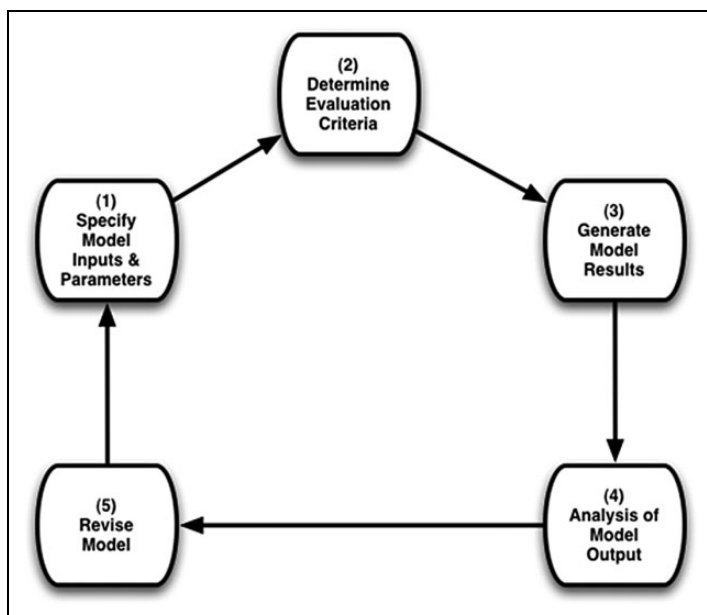 (1)
Specify
Model
Inputs &
Parameters
(2)
Determine
Evaluation
Criteria
(3)
Generate
Model
Results
(4)
Analysis of
Model
Output
(5)
Revise
Model